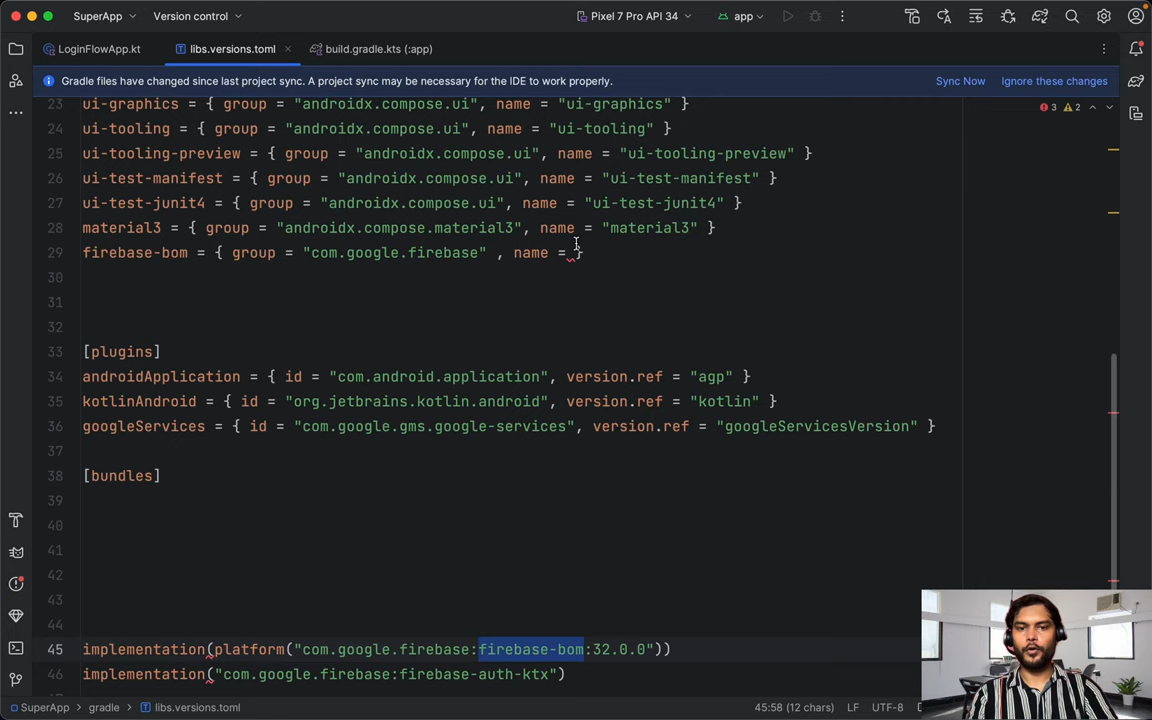 SuperApp
Version control
Pixel 7 Pro API 34
app
LoginFlowApp.kt
libs.versions.toml
build.gradle.kts (:app)
Gradle files have changed since last project sync. A project sync may be necessary for the IDE to work properly.
Sync Now
Ignore these changes
3
2
23 ui-graphics = { group = "androidx.compose.ui", name = "ui-graphics" }
24 ui-tooling = { group = "androidx.compose.ui", name = "ui-tooling" }
25 ui-tooling-preview = { group = "androidx.compose.ui", name = "ui-tooling-preview" }
26 ui-test-manifest = { group = "androidx.compose.ui", name = "ui-test-manifest" }
27 ui-test-junit4 = { group = "androidx.compose.ui", name = "ui-test-junit4" }
28 material3 = { group = "androidx.compose.material3", name = "material3" }
29 firebase-bom = { group = "com.google.firebase" , name = }
30
31
32
33 [plugins]
34 androidApplication = { id = "com.android.application", version.ref = "agp" }
35 kotlinAndroid = { id = "org.jetbrains.kotlin.android", version.ref = "kotlin" }
36 googleServices = { id = "com.google.gms.google-services", version.ref = "googleServicesVersion" }
37
38 [bundles]
39
40
41
42
43
44
45 implementation(platform("com.google.firebase:firebase-bom:32.0.0"))
46 implementation("com.google.firebase:firebase-auth-ktx")
SuperApp
gradle
libs.versions.toml
45:58 (12 chars)
LF
UTF-8